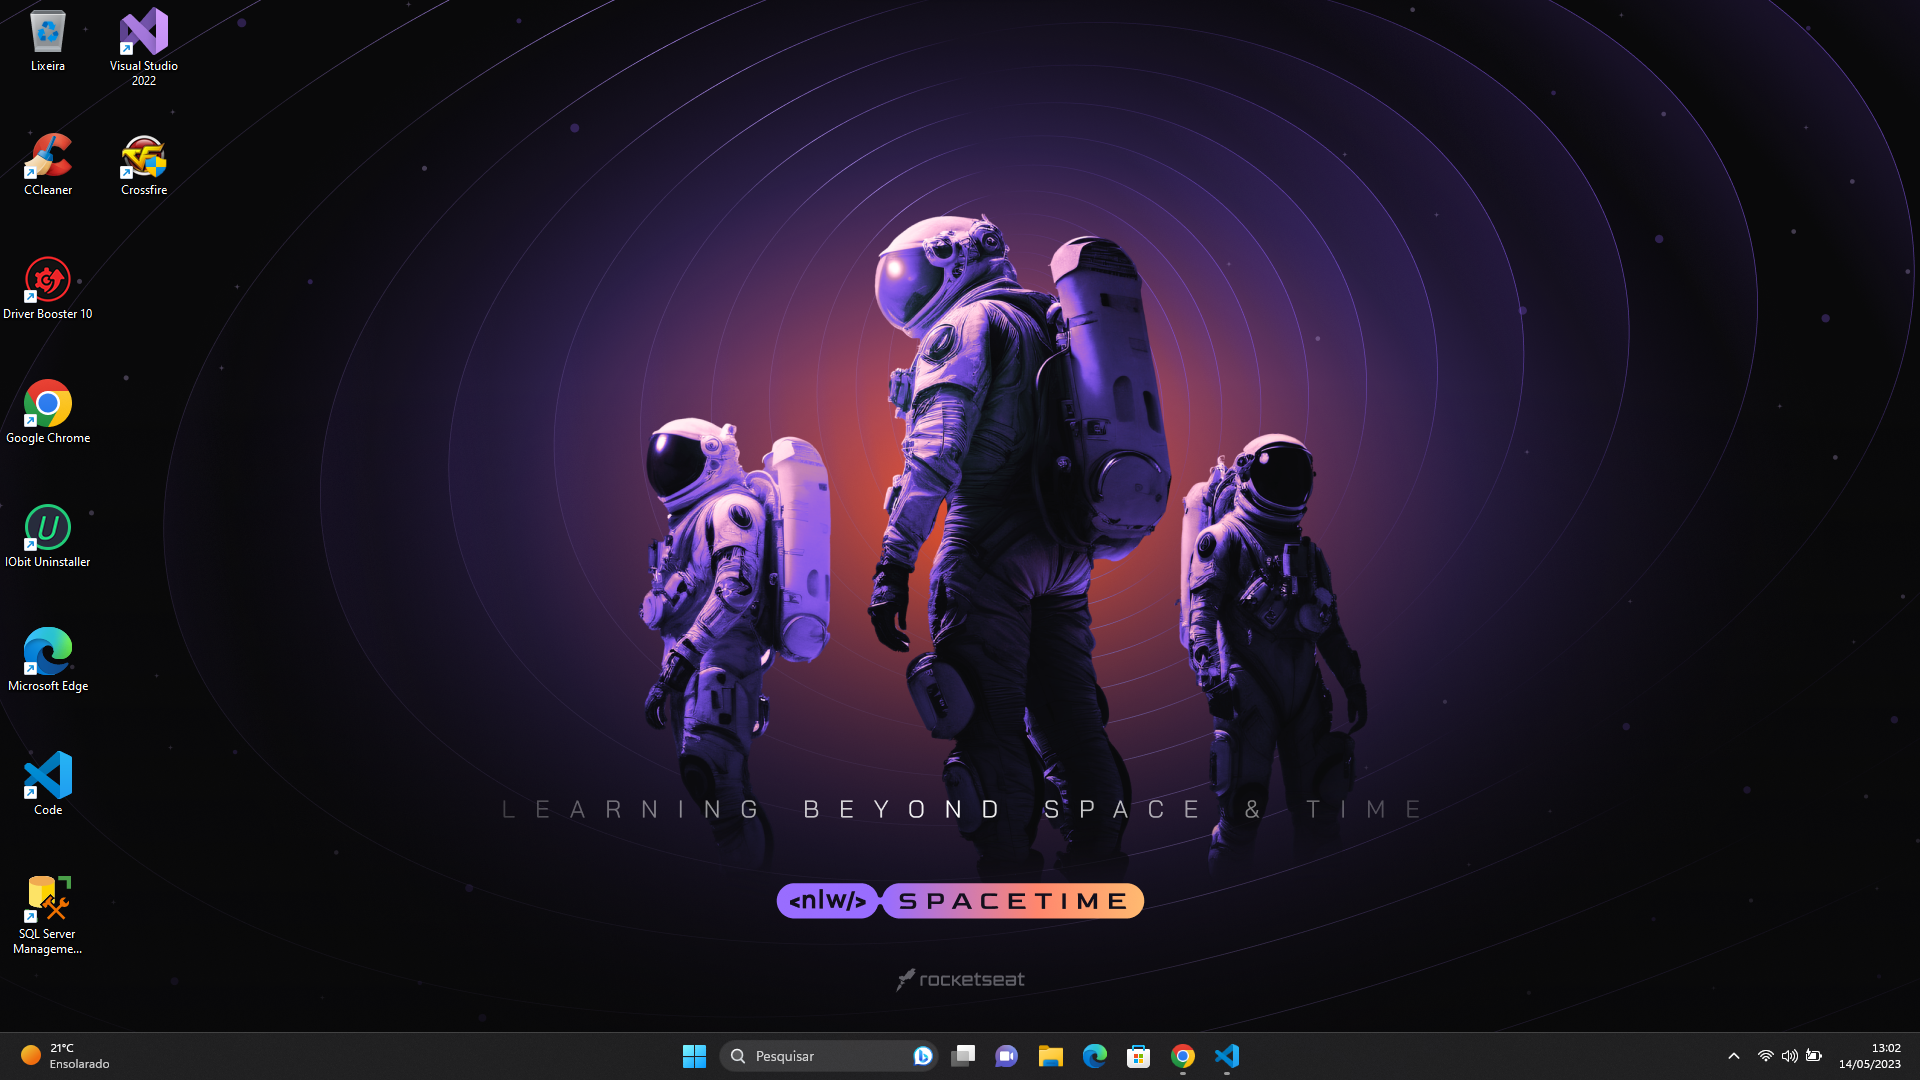 Lixeira
Visual Studio
2022
CCleaner
Crossfire
Driver Booster 10
Google Chrome
IObit Uninstaller
Microsoft Edge
Code
SQL Server
Manageme...
LEARNING BEYOND SPACE & TIME
<nlw/> SPACETIME
rocketseat
21°C
Ensolarado
Pesquisar
13:02
14/05/2023